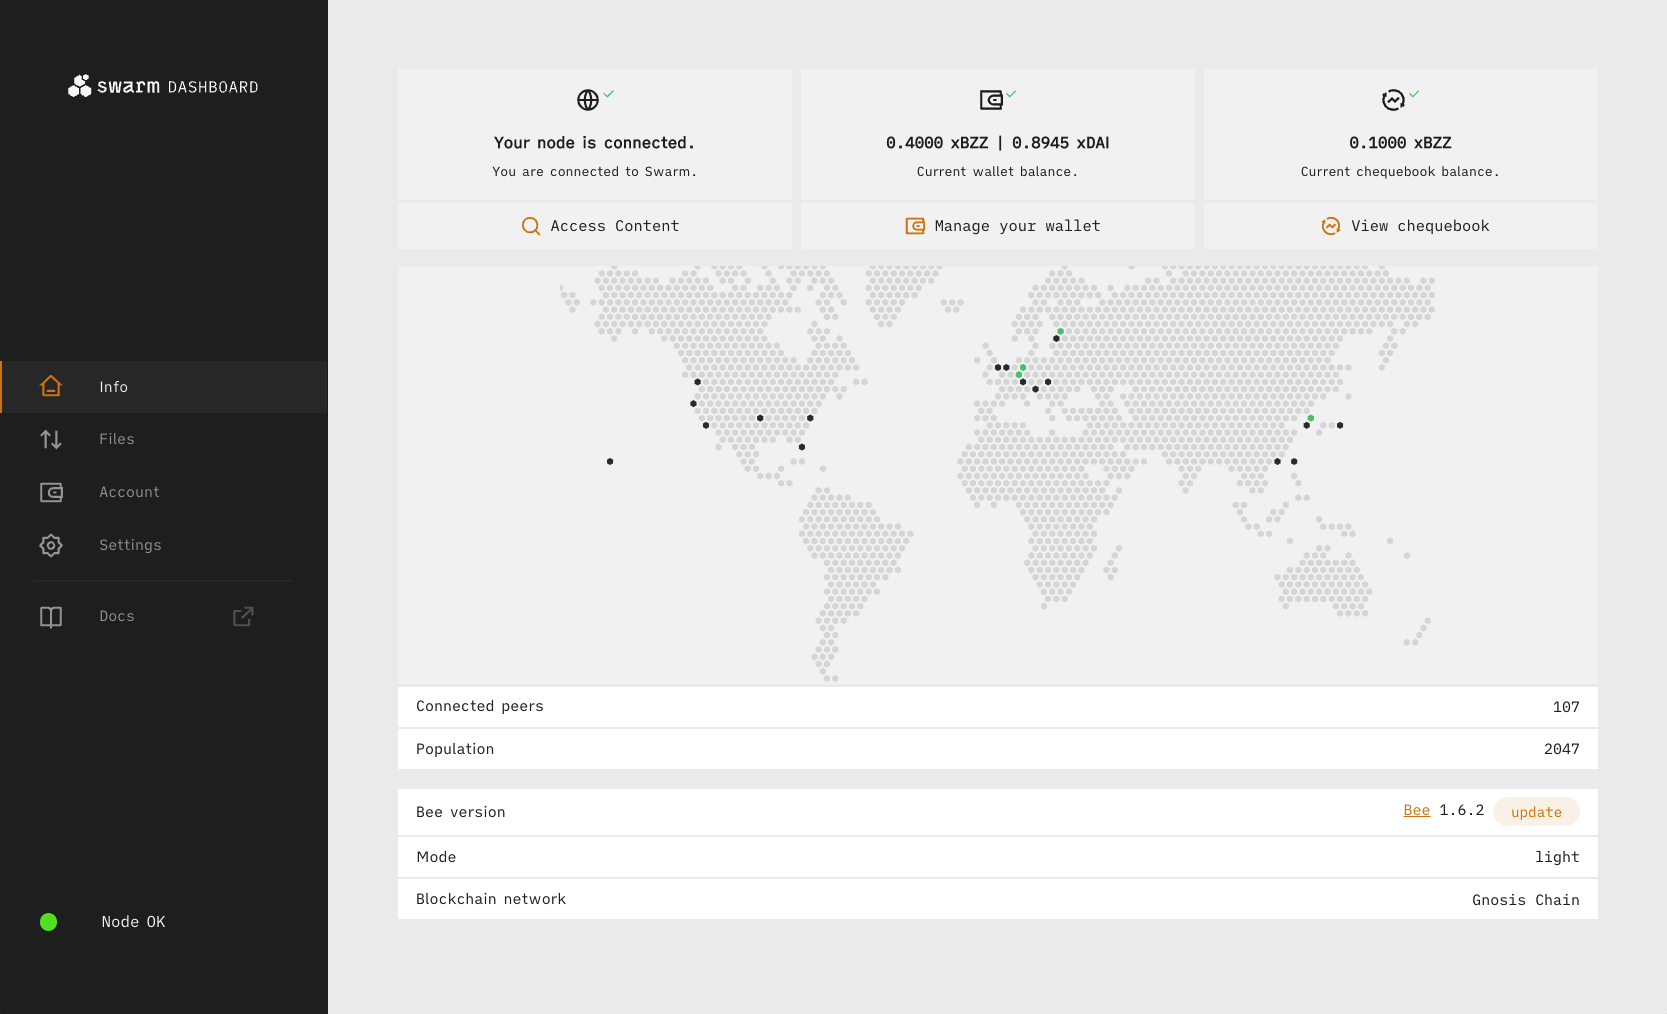 swarm DASHBOARD
Info
Files
Account
Settings
Docs
Node OK
Your node is connected.
You are connected to Swarm.
Access Content
0.4000 xBZZ | 0.8945 xDAI
Current wallet balance.
Manage your wallet
0.1000 xBZZ
Current chequebook balance.
View chequebook
Connected peers 107
Population 2047
Bee version Bee 1.6.2 update
Mode light
Blockchain network Gnosis Chain